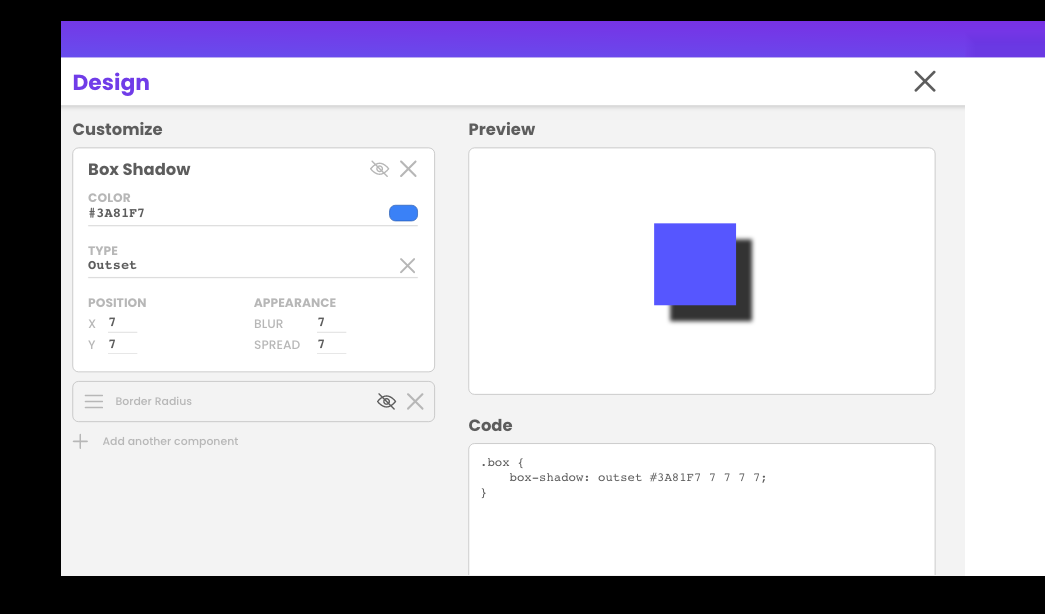 Design
Customize
Box Shadow
COLOR
#3A81F7
TYPE
Outset
POSITION
X 7
Y 7
APPEARANCE
BLUR 7
SPREAD 7
Border Radius
Add another component
Preview
Code
.box {
    box-shadow: outset #3A81F7 7 7 7 7;
}